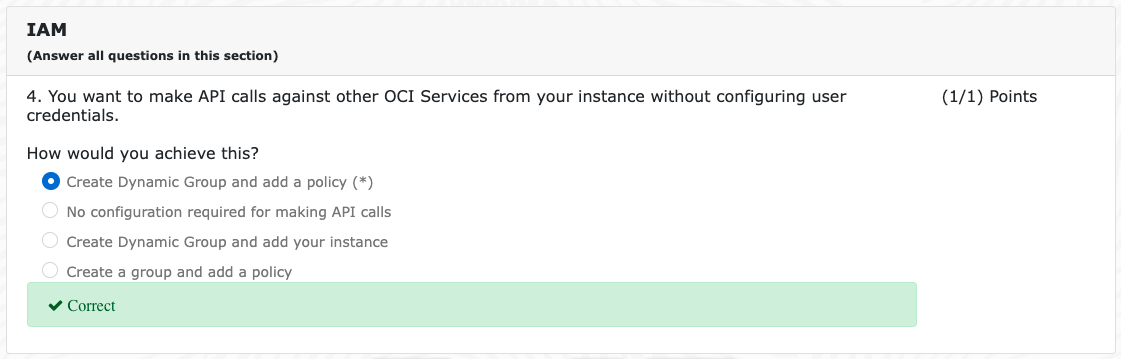 IAM
(Answer all questions in this section)
4. You want to make API calls against other OCI Services from your instance without configuring user (1/1) Points
credentials.
How would you achieve this?
Create Dynamic Group and add a policy (*)
No configuration required for making API calls
Create Dynamic Group and add your instance
Create a group and add a policy
Correct